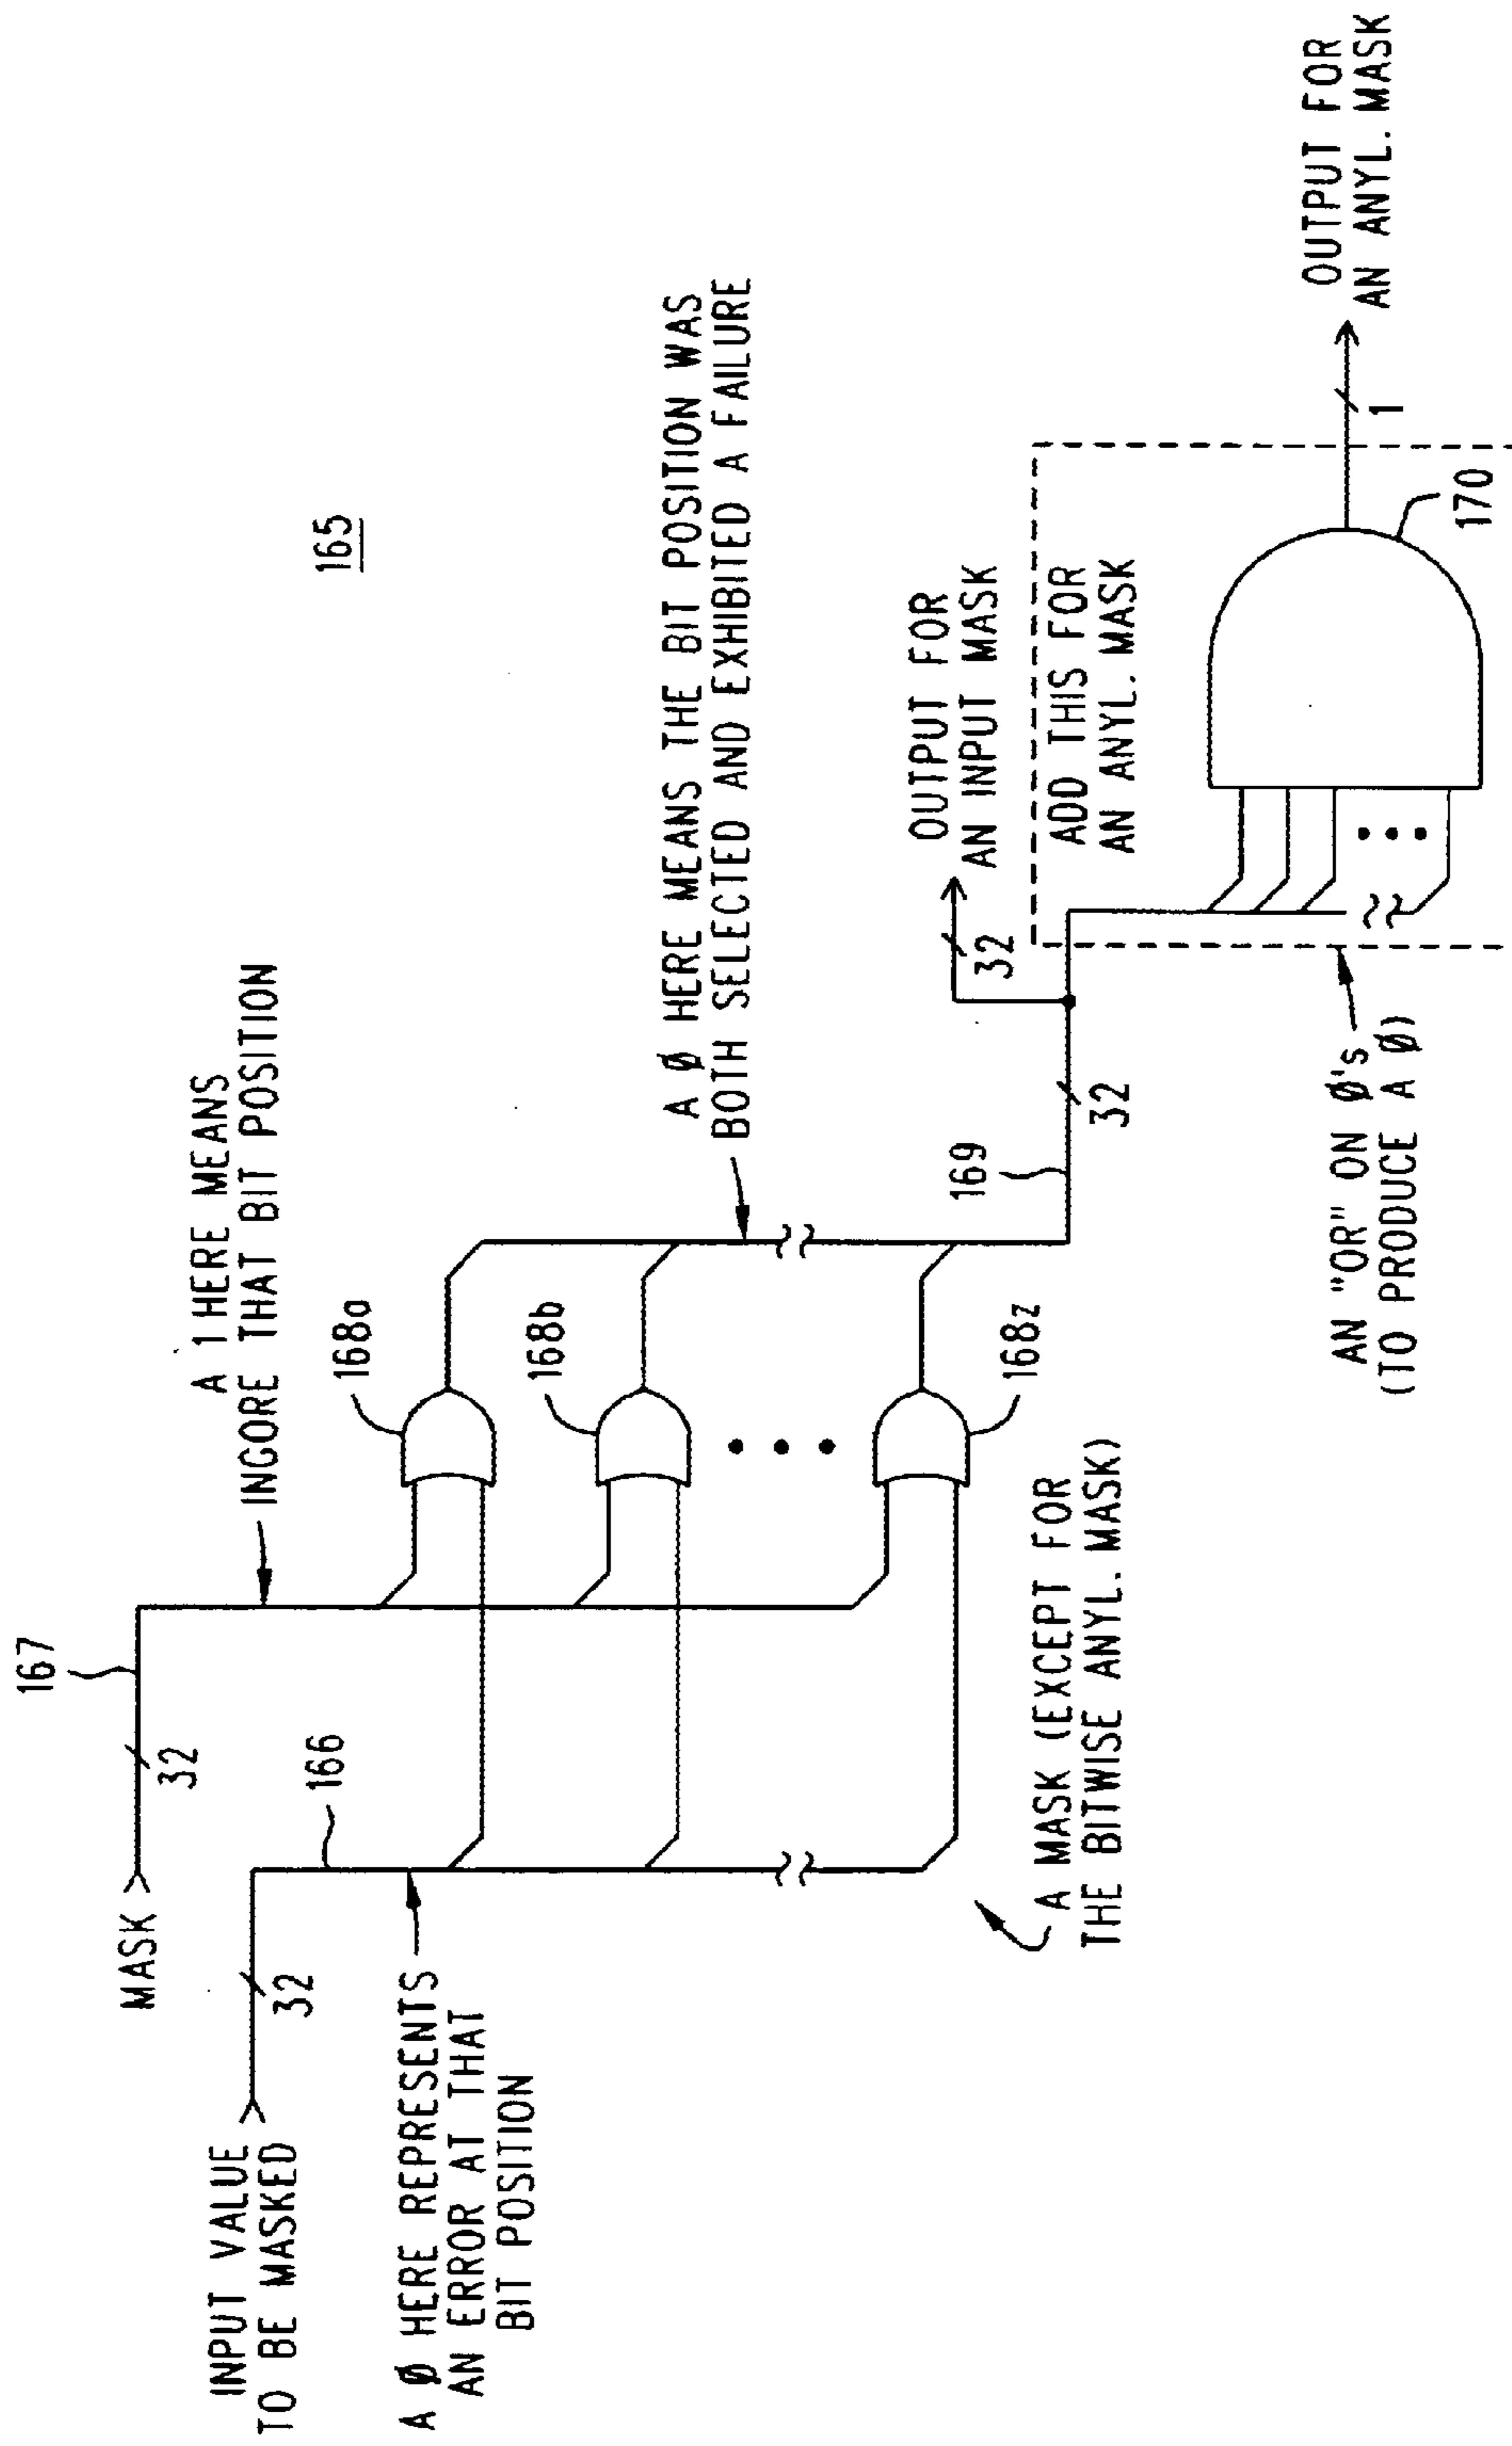 165
167
MASK
32
A 1 HERE MEANS
INGORE THAT BIT POSITION
INPUT VALUE
TO BE MASKED
32
166
168a
A Ø HERE REPRESENTS
AN ERROR AT THAT
BIT POSITION
168b
A Ø HERE MEANS THE BIT POSITION WAS
BOTH SELECTED AND EXHIBITED A FAILURE
168z
169
32
OUTPUT FOR
AN INPUT MASK
32
A MASK (EXCEPT FOR
THE BITWISE ANYL. MASK)
ADD THIS FOR
AN ANYL. MASK
AN "OR" ON Ø's
(TO PRODUCE A Ø)
170
1
OUTPUT FOR
AN ANYL. MASK